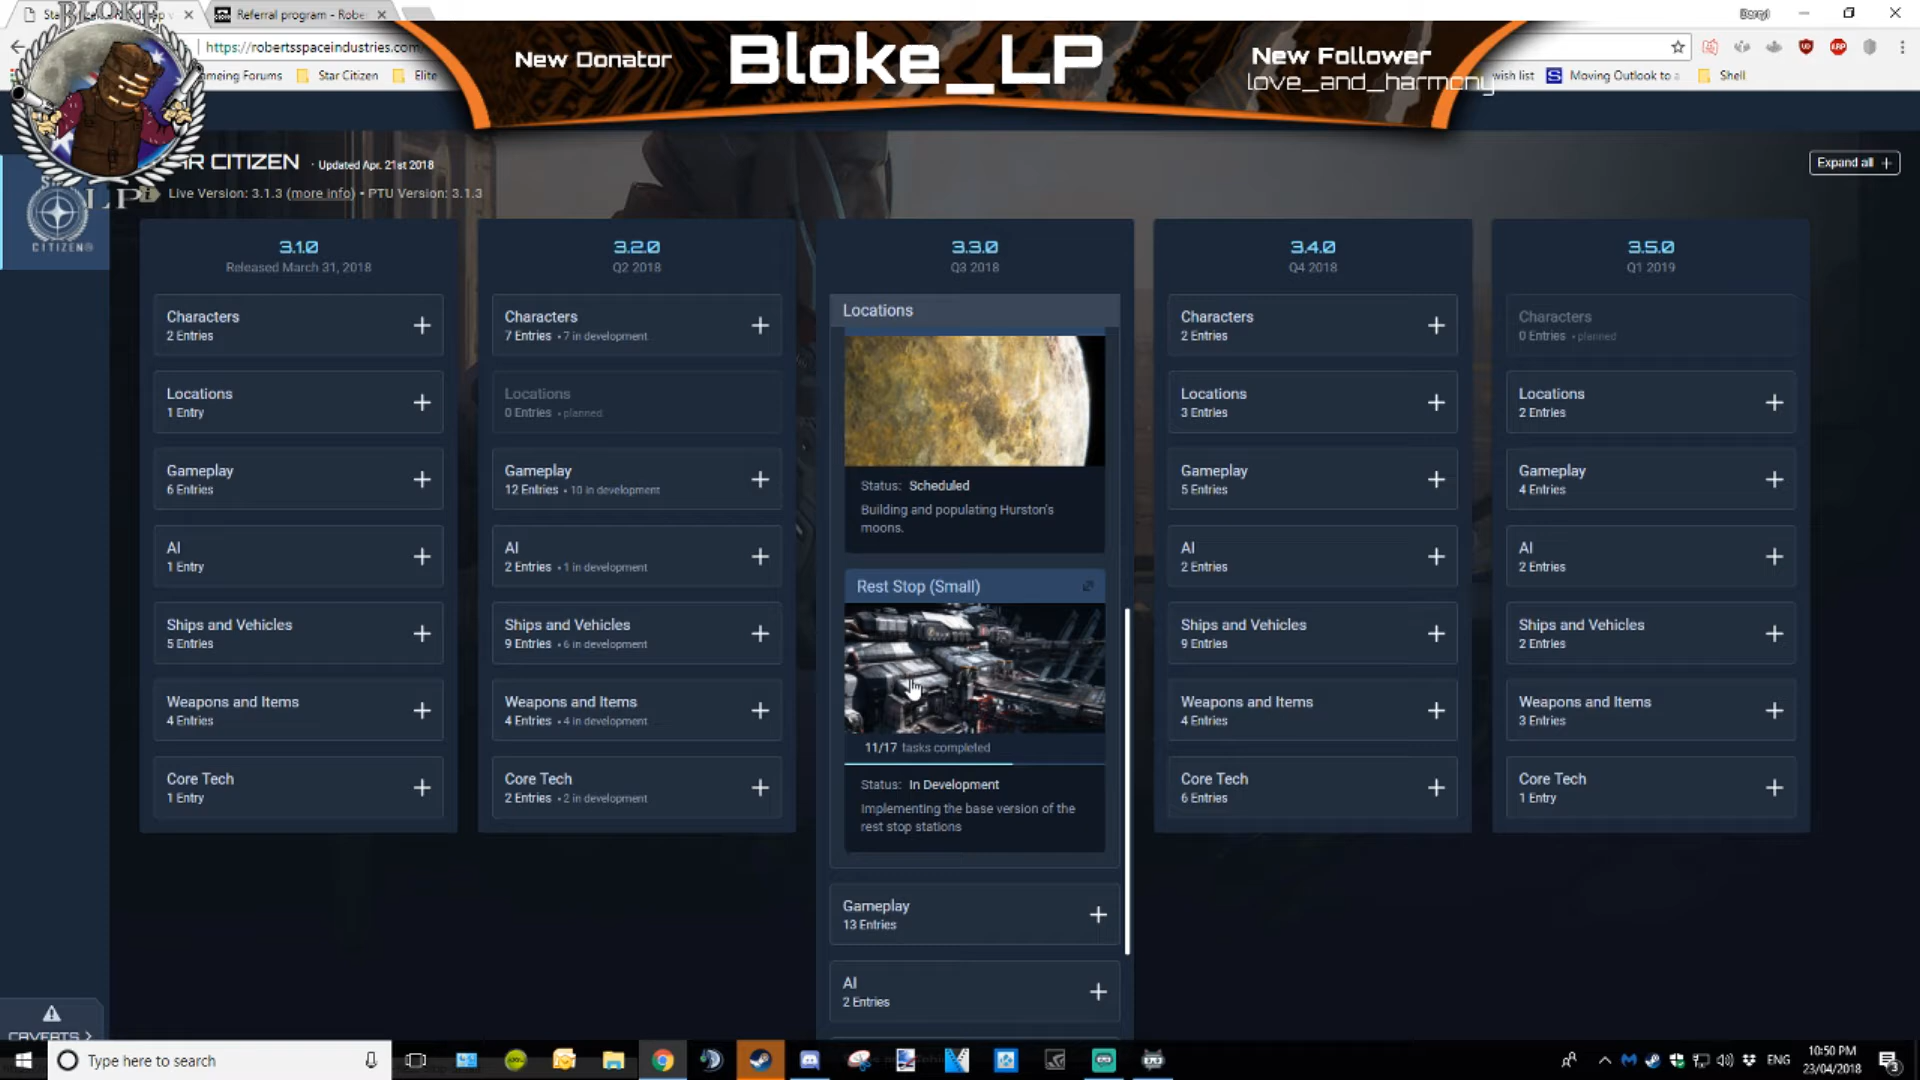 Referral program - Robe
https://robertsspaceindustries.com
Star Citizen
Elite
wish list
Moving Outlook to a
Shell
BLOKE
LP
New Donator
Bloke_LP
New Follower
love_and_harmony
STAR CITIZEN · Updated Apr. 21st 2018
Live Version: 3.1.3 (more info) • PTU Version: 3.1.3
Expand all
CITIZEN
3.1.0
Released March 31, 2018
Characters
2 Entries
Locations
1 Entry
Gameplay
6 Entries
AI
1 Entry
Ships and Vehicles
5 Entries
Weapons and Items
4 Entries
Core Tech
1 Entry
3.2.0
Q2 2018
Characters
7 Entries • 7 in development
Locations
0 Entries • planned
Gameplay
12 Entries • 10 in development
AI
2 Entries • 1 in development
Ships and Vehicles
9 Entries • 6 in development
Weapons and Items
4 Entries • 4 in development
Core Tech
2 Entries • 2 in development
3.3.0
Q3 2018
Locations
Status: Scheduled
Building and populating Hurston's
moons.
Rest Stop (Small)
11/17 tasks completed
Status: In Development
Implementing the base version of the
rest stop stations
Gameplay
13 Entries
AI
2 Entries
3.4.0
Q4 2018
Characters
2 Entries
Locations
3 Entries
Gameplay
5 Entries
AI
2 Entries
Ships and Vehicles
9 Entries
Weapons and Items
4 Entries
Core Tech
6 Entries
3.5.0
Q1 2019
Characters
0 Entries • planned
Locations
2 Entries
Gameplay
4 Entries
AI
2 Entries
Ships and Vehicles
2 Entries
Weapons and Items
3 Entries
Core Tech
1 Entry
CAVEATS
Type here to search
ENG
10:50 PM
23/04/2018